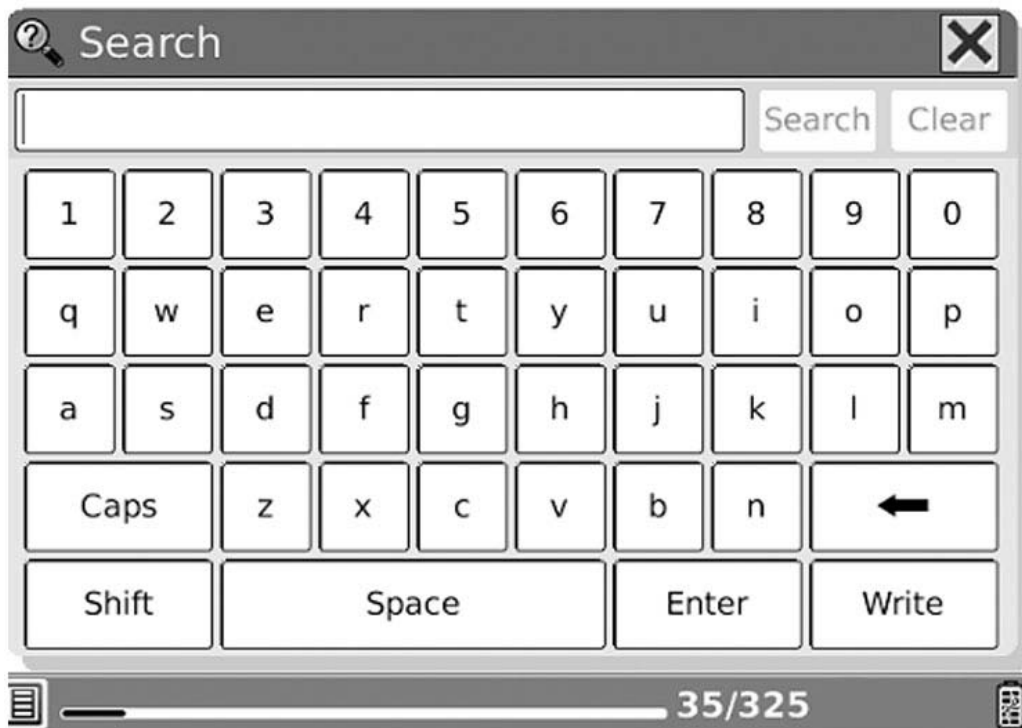 Search
Search Clear
1 2 3 4 5 6 7 8 9 0
q w e r t y u i o p
a s d f g h j k l m
Caps z x c v b n
Shift Space Enter Write
35/325